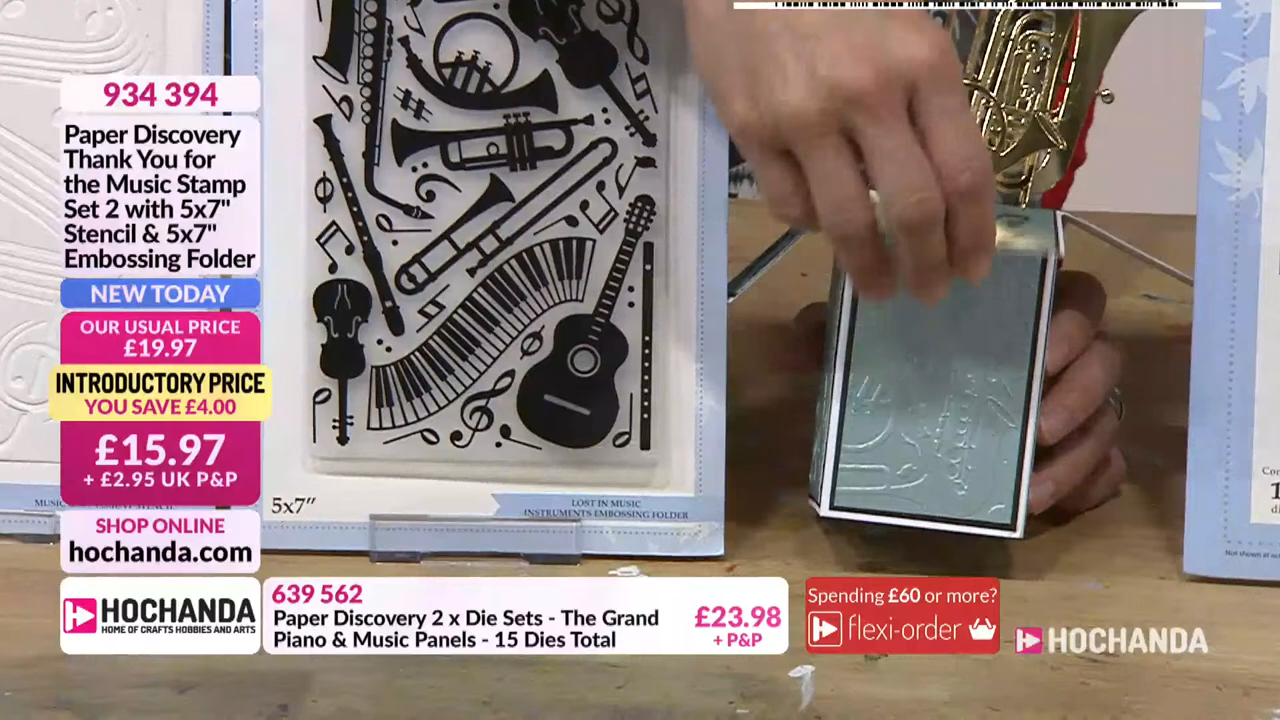 934 394
Paper Discovery
Thank You for
the Music Stamp
Set 2 with 5x7"
Stencil & 5x7"
Embossing Folder
NEW TODAY
OUR USUAL PRICE
£19.97
INTRODUCTORY PRICE
YOU SAVE £4.00
£15.97
+ £2.95 UK P&P
SHOP ONLINE
hochanda.com
5x7"
LOST IN MUSIC
INSTRUMENTS EMBOSSING FOLDER
MUSIC
HOCHANDA
HOME OF CRAFTS HOBBIES AND ARTS
639 562
Paper Discovery 2 x Die Sets - The Grand
Piano & Music Panels - 15 Dies Total
£23.98
+ P&P
Spending £60 or more?
flexi-order
HOCHANDA